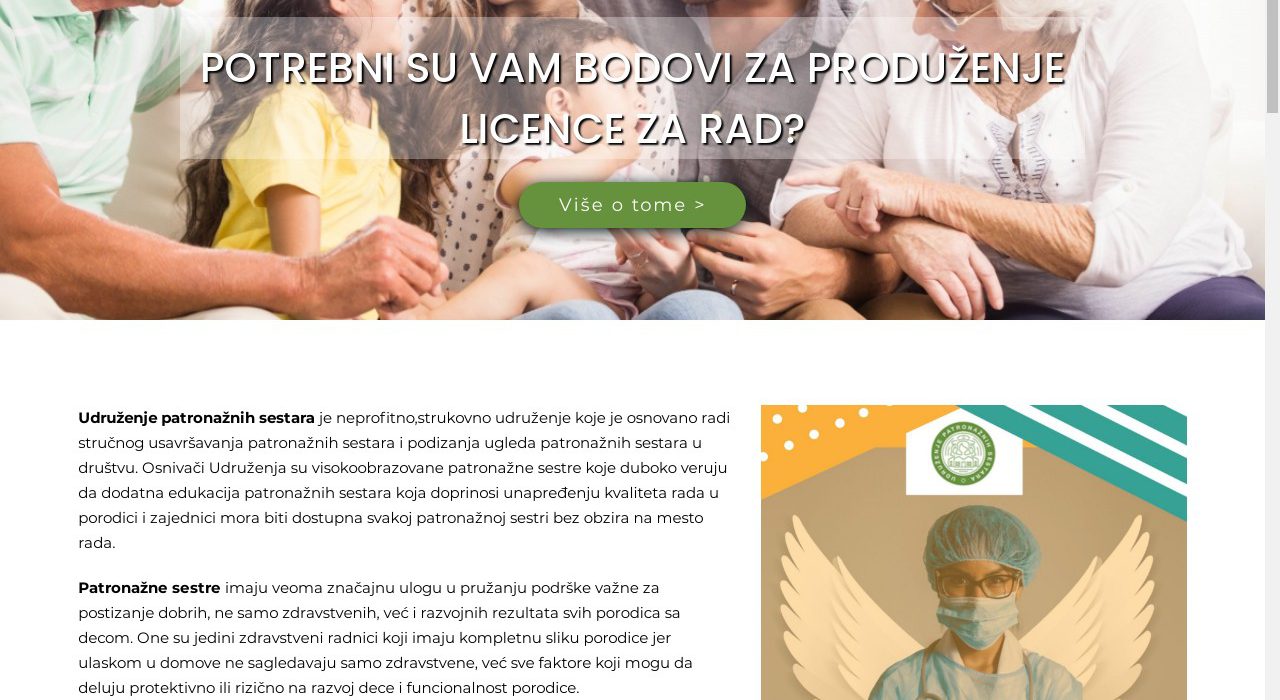 POTREBNI SU VAM BODOVI ZA PRODUŽENJE
LICENCE ZA RAD?
Više o tome >
Udruženje patronažnih sestara je neprofitno,strukovno udruženje koje je osnovano radi
stručnog usavršavanja patronažnih sestara i podizanja ugleda patronažnih sestara u
društvu. Osnivači Udruženja su visokoobrazovane patronažne sestre koje duboko veruju
da dodatna edukacija patronažnih sestara koja doprinosi unapređenju kvaliteta rada u
porodici i zajednici mora biti dostupna svakoj patronažnoj sestri bez obzira na mesto
rada.
Patronažne sestre imaju veoma značajnu ulogu u pružanju podrške važne za
postizanje dobrih, ne samo zdravstvenih, već i razvojnih rezultata svih porodica sa
decom. One su jedini zdravstveni radnici koji imaju kompletnu sliku porodice jer
ulaskom u domove ne sagledavaju samo zdravstvene, već sve faktore koji mogu da
deluju protektivno ili rizično na razvoj dece i funcionalnost porodice.
UDRUŽENJE PATRONAŽNIH SESTARA